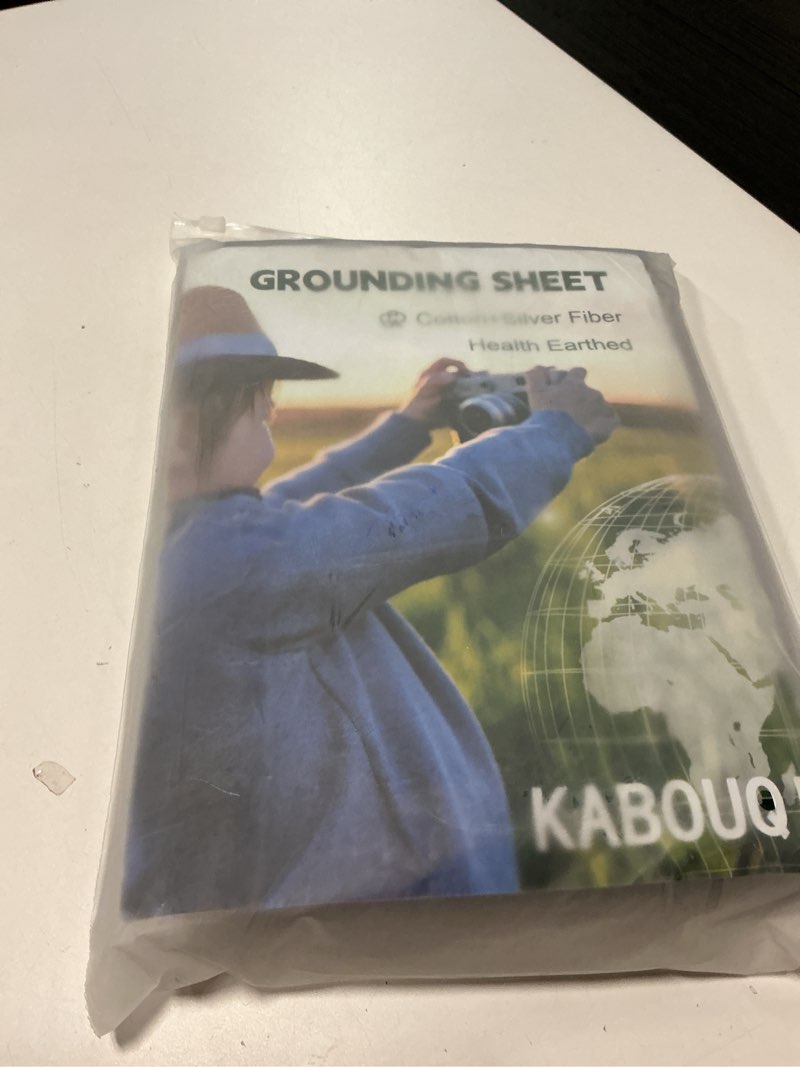 GROUNDING SHEET
Cotton+Silver Fiber
Health Earthed
KABOUQ